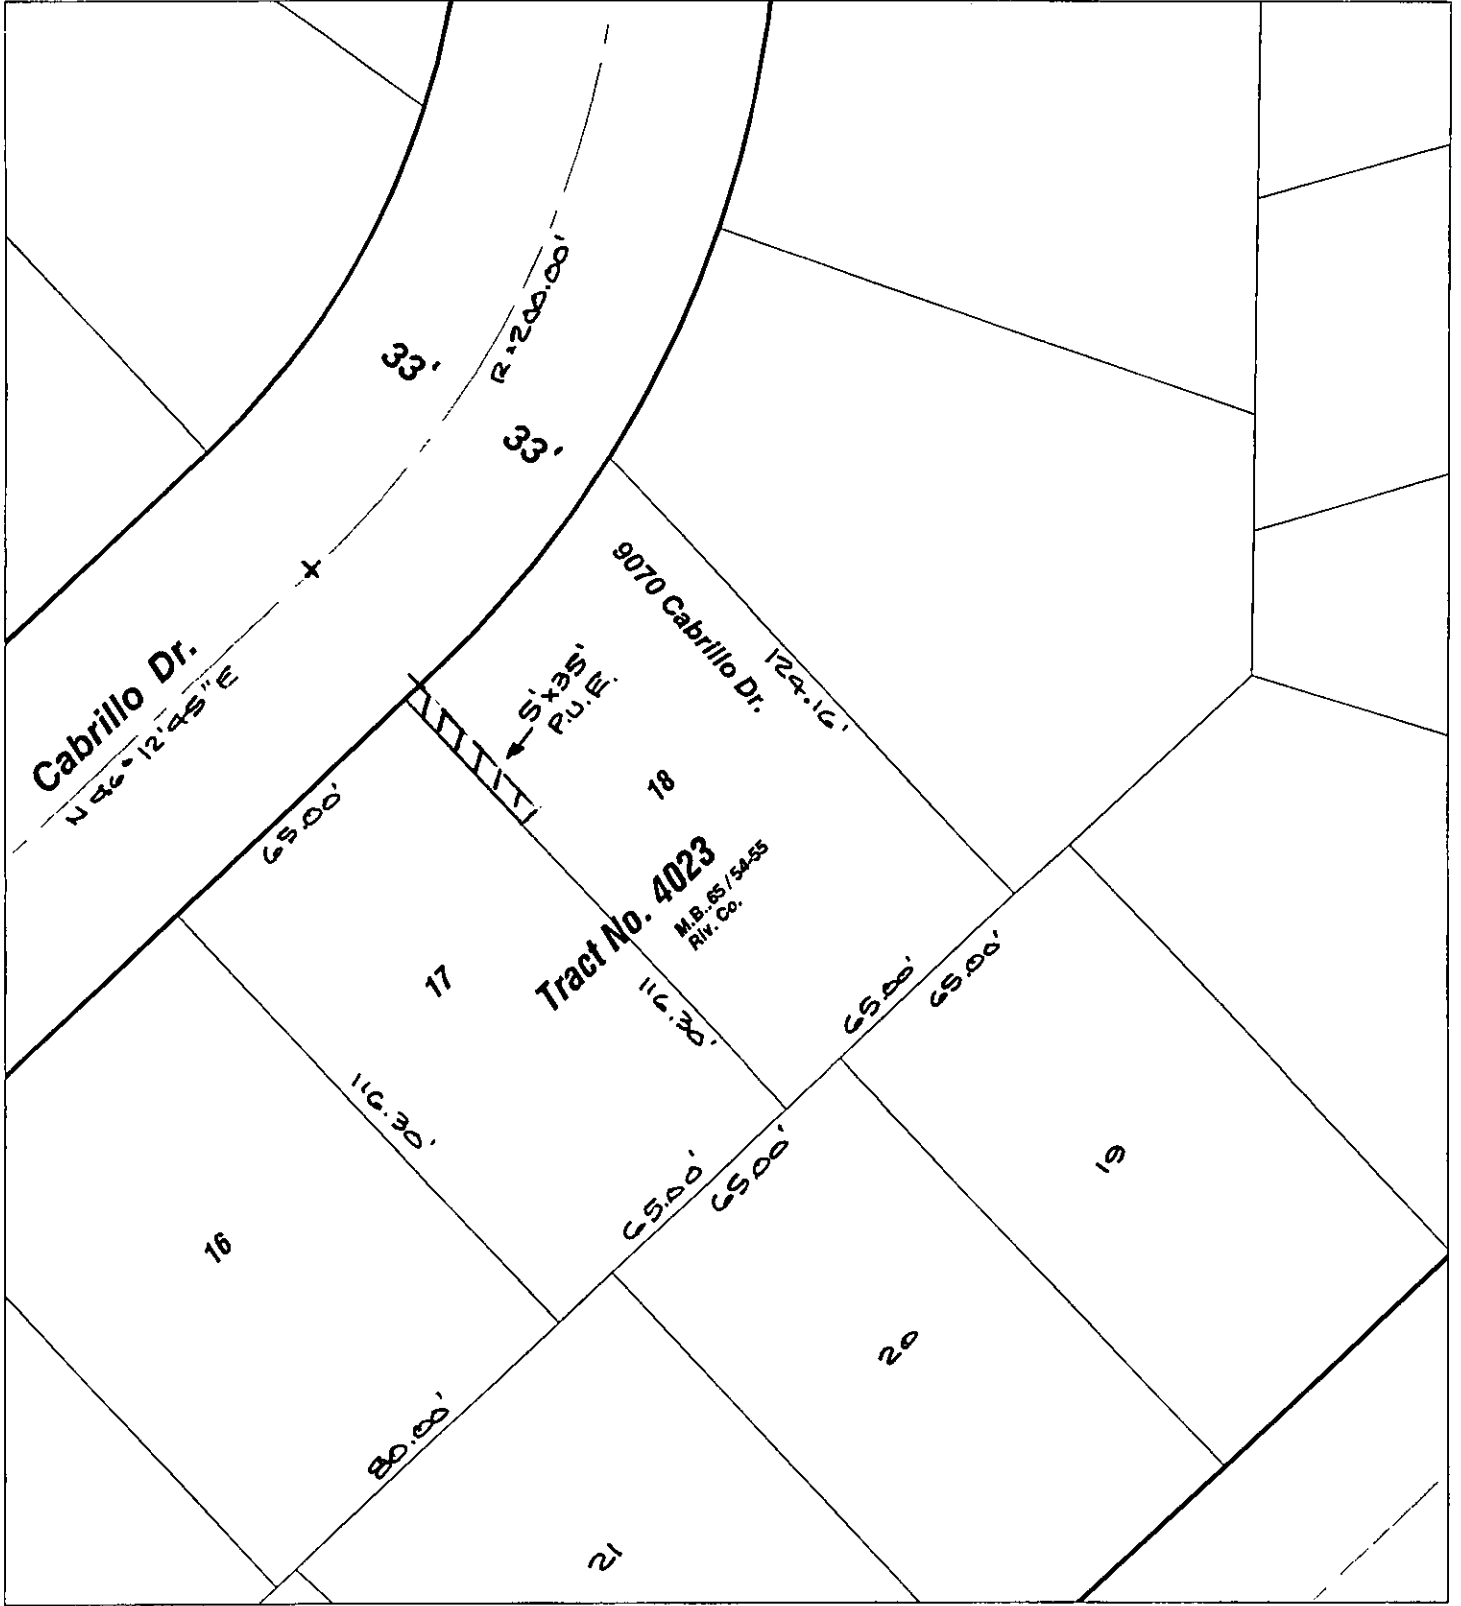 R=200.00'
33'
33'
Cabrillo Dr.
N 46° 12' 45" E
9070 Cabrillo Dr.
124.16'
5' x 35'
P.U.E.
65.00'
18
Tract No. 4023
M.B. 65 / 54-55
Riv. Co.
17
116.30'
65.00'
65.00'
116.30'
65.00'
65.00'
19
16
20
80.00'
21